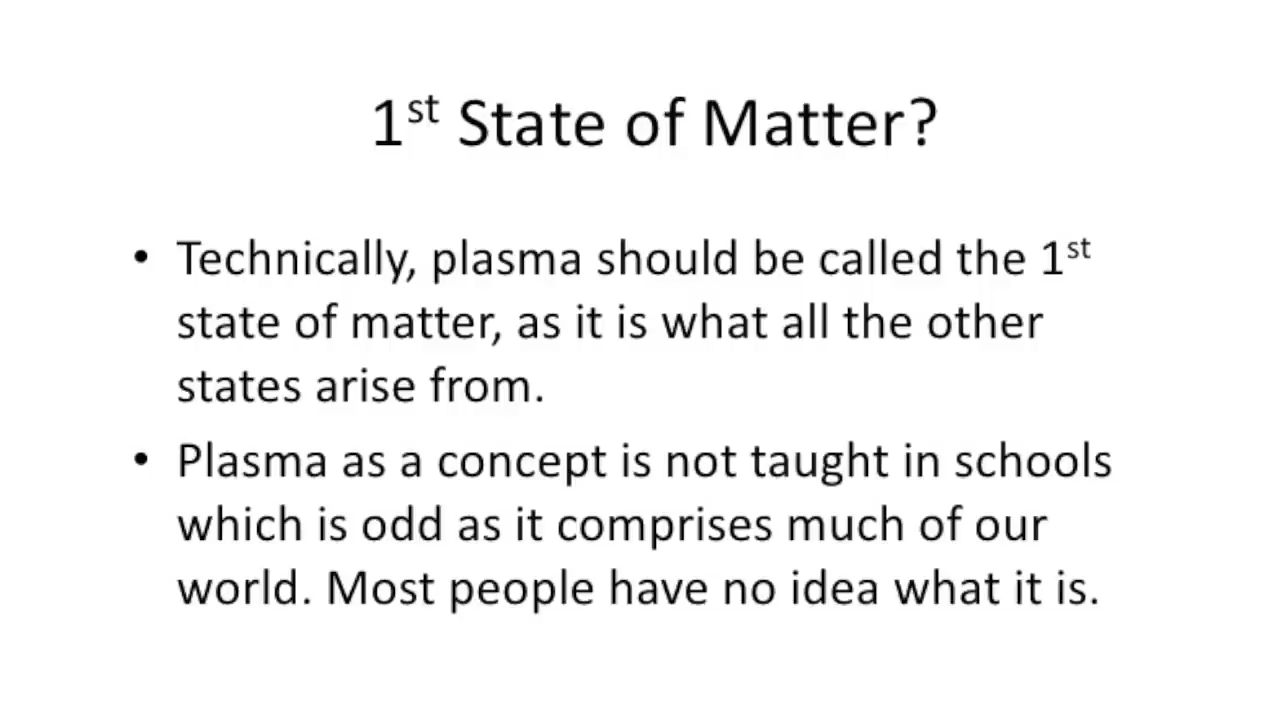 1st State of Matter?
• Technically, plasma should be called the 1st
state of matter, as it is what all the other
states arise from.
• Plasma as a concept is not taught in schools
which is odd as it comprises much of our
world. Most people have no idea what it is.